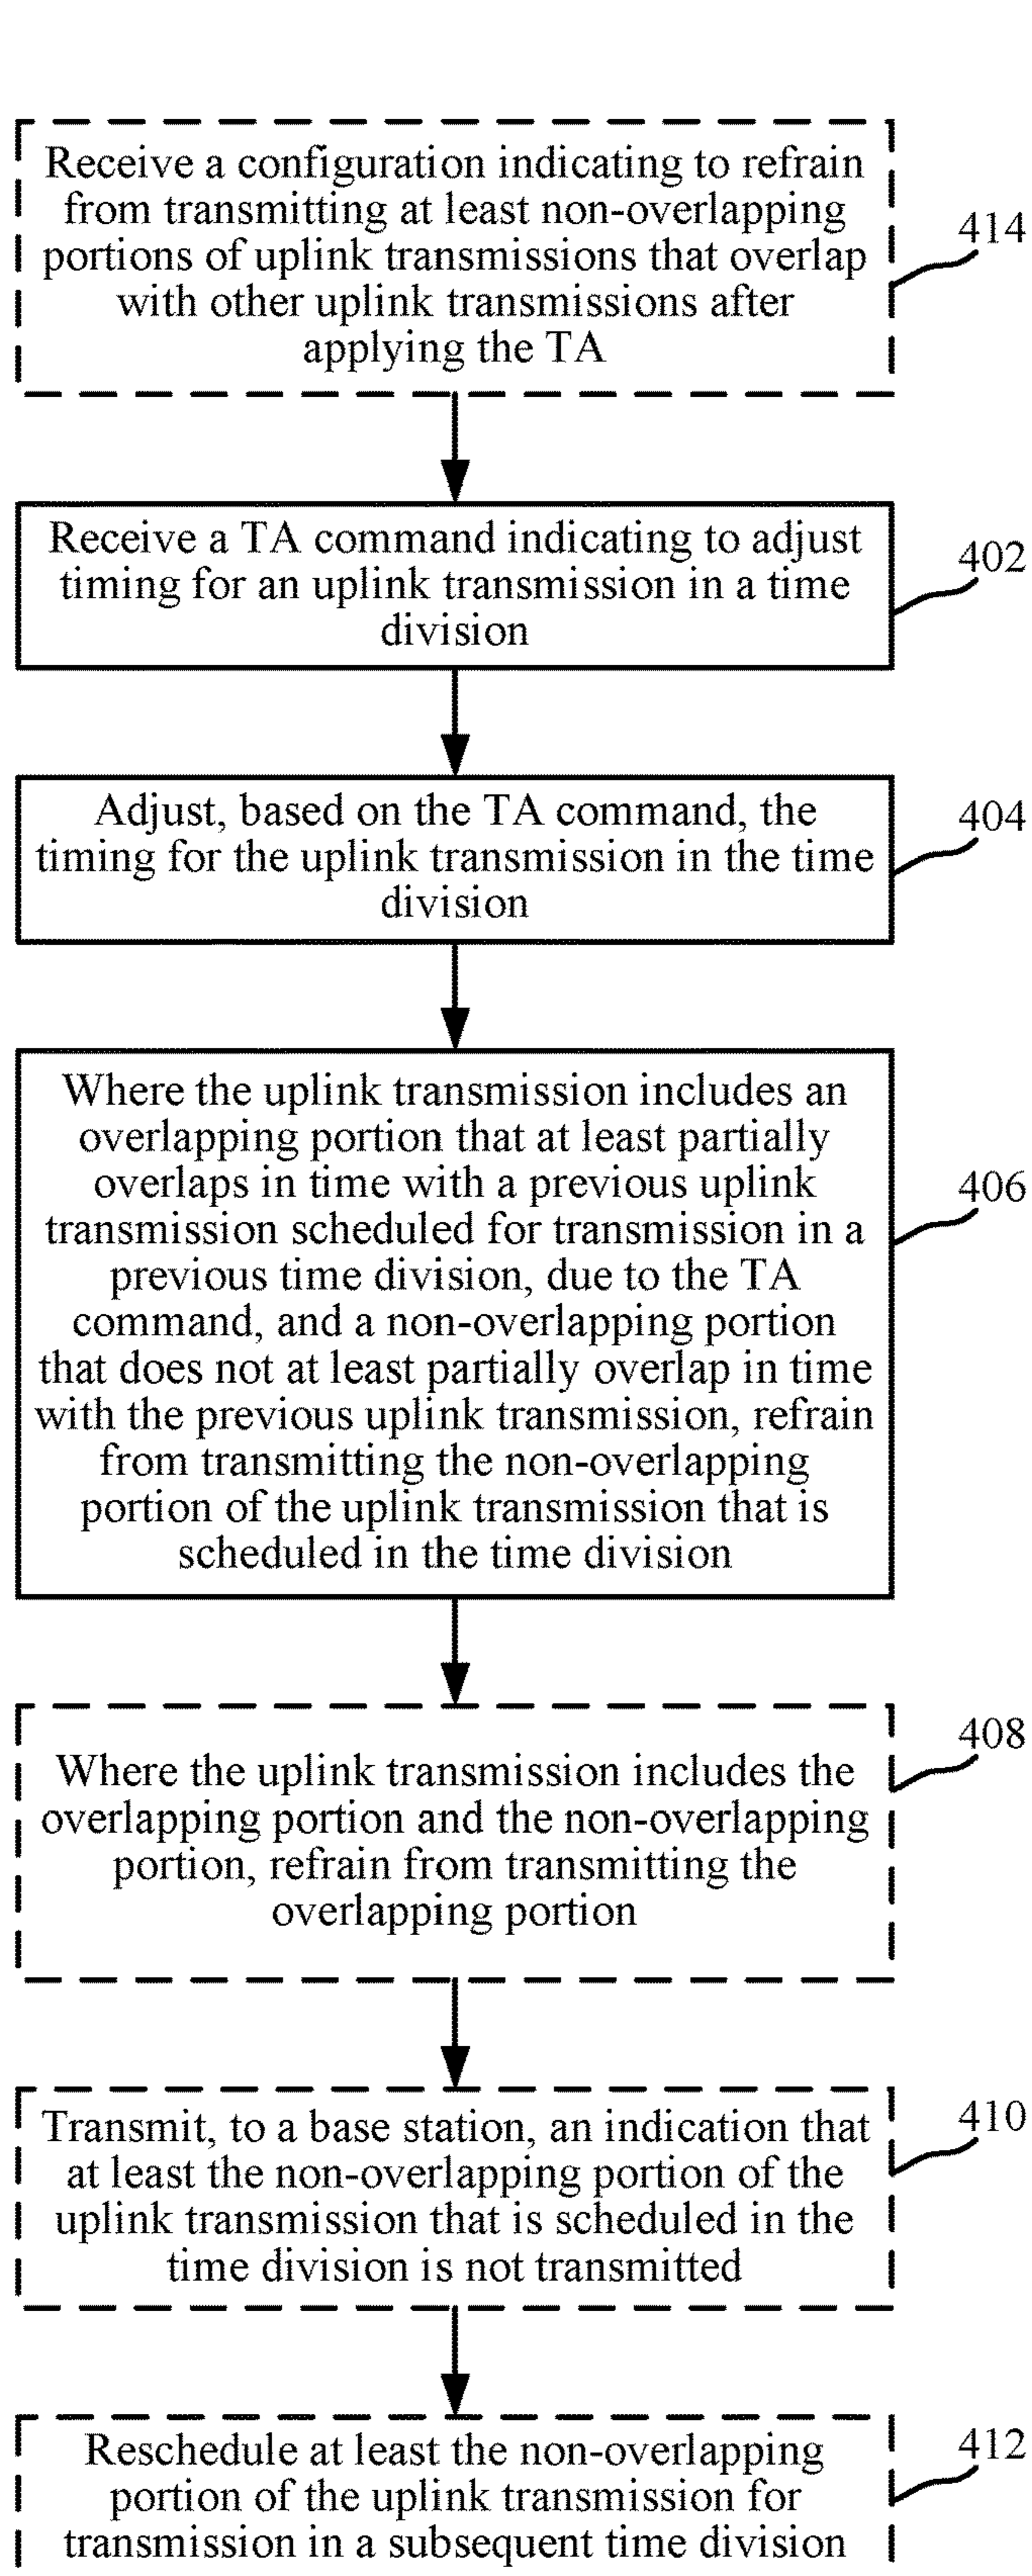 Receive a configuration indicating to refrain
from transmitting at least non-overlapping
portions of uplink transmissions that overlap
with other uplink transmissions after
applying the TA
414
Receive a TA command indicating to adjust
timing for an uplink transmission in a time
division
402
Adjust, based on the TA command, the
timing for the uplink transmission in the time
division
404
Where the uplink transmission includes an
overlapping portion that at least partially
overlaps in time with a previous uplink
transmission scheduled for transmission in a
previous time division, due to the TA
command, and a non-overlapping portion
that does not at least partially overlap in time
with the previous uplink transmission, refrain
from transmitting the non-overlapping
portion of the uplink transmission that is
scheduled in the time division
406
Where the uplink transmission includes the
overlapping portion and the non-overlapping
portion, refrain from transmitting the
overlapping portion
408
Transmit, to a base station, an indication that
at least the non-overlapping portion of the
uplink transmission that is scheduled in the
time division is not transmitted
410
Reschedule at least the non-overlapping
portion of the uplink transmission for
transmission in a subsequent time division
412